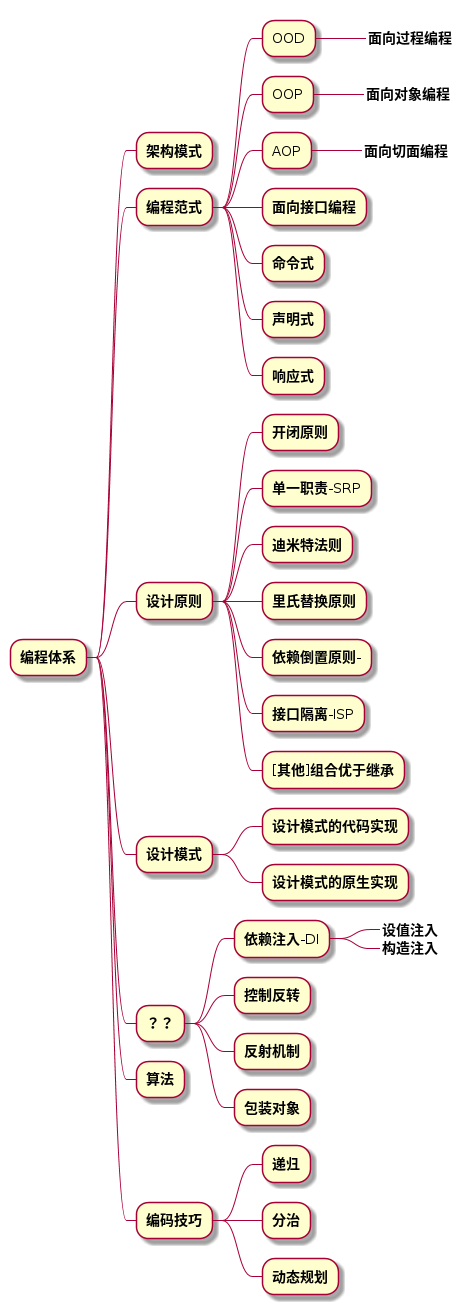 编程体系
架构模式
编程范式
OOD
面向过程编程
OOP
面向对象编程
AOP
面向切面编程
面向接口编程
命令式
声明式
响应式
设计原则
开闭原则
单一职责-SRP
迪米特法则
里氏替换原则
依赖倒置原则-
接口隔离-ISP
[其他]组合优于继承
设计模式
设计模式的代码实现
设计模式的原生实现
？？
依赖注入-DI
设值注入
构造注入
控制反转
反射机制
包装对象
算法
编码技巧
递归
分治
动态规划